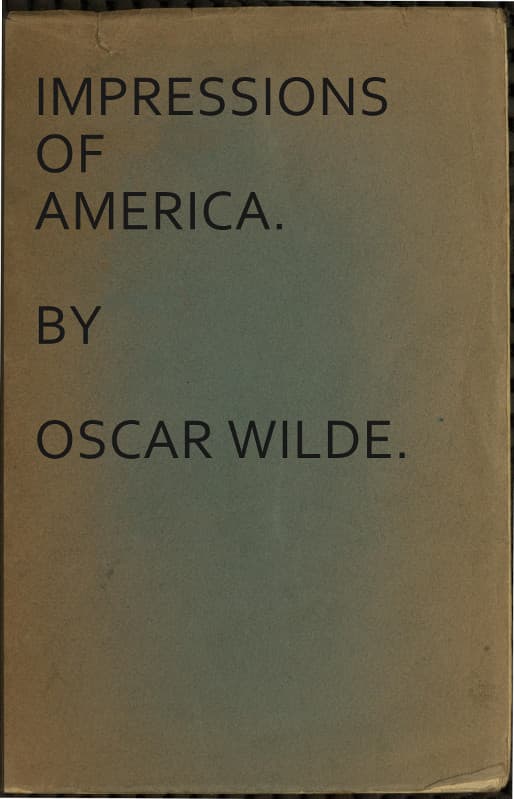 IMPRESSIONS
OF
AMERICA.
BY
OSCAR WILDE.